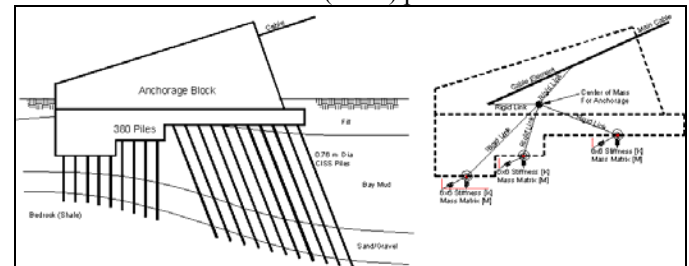 Cable
Anchorage Block
380 Piles
Fill
0.76 m Dia
CISS Piles
Bay Mud
Bedrock (Shale)
Sand/Gravel
Main Cable
Cable Element
Rigid Link
Rigid Link
Center of Mass
For Anchorage
Rigid Link
Rigid Link
Rigid Link
6x6 Stiffness [K]
Mass Matrix [M]
6x6 Stiffness [K]
Mass Matrix [M]
6x6 Stiffness [K]
Mass Matrix [M]